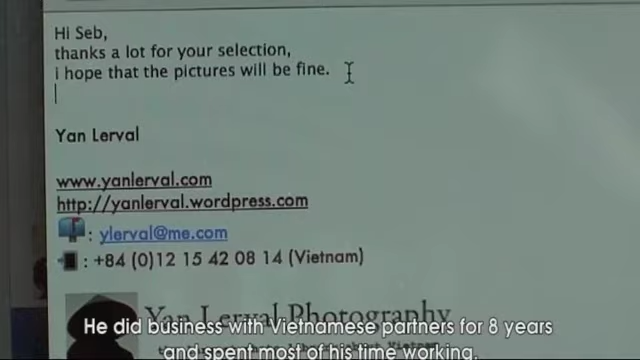 Hi Seb,
thanks a lot for your selection,
i hope that the pictures will be fine.
Yan Lerval
www.yanlerval.com
http://yanlerval.wordpress.com
: ylerval@me.com
: +84 (0)12 15 42 08 14 (Vietnam)
Yan Lerval Photography
He did business with Vietnamese partners for 8 years
and spent most of his time working.